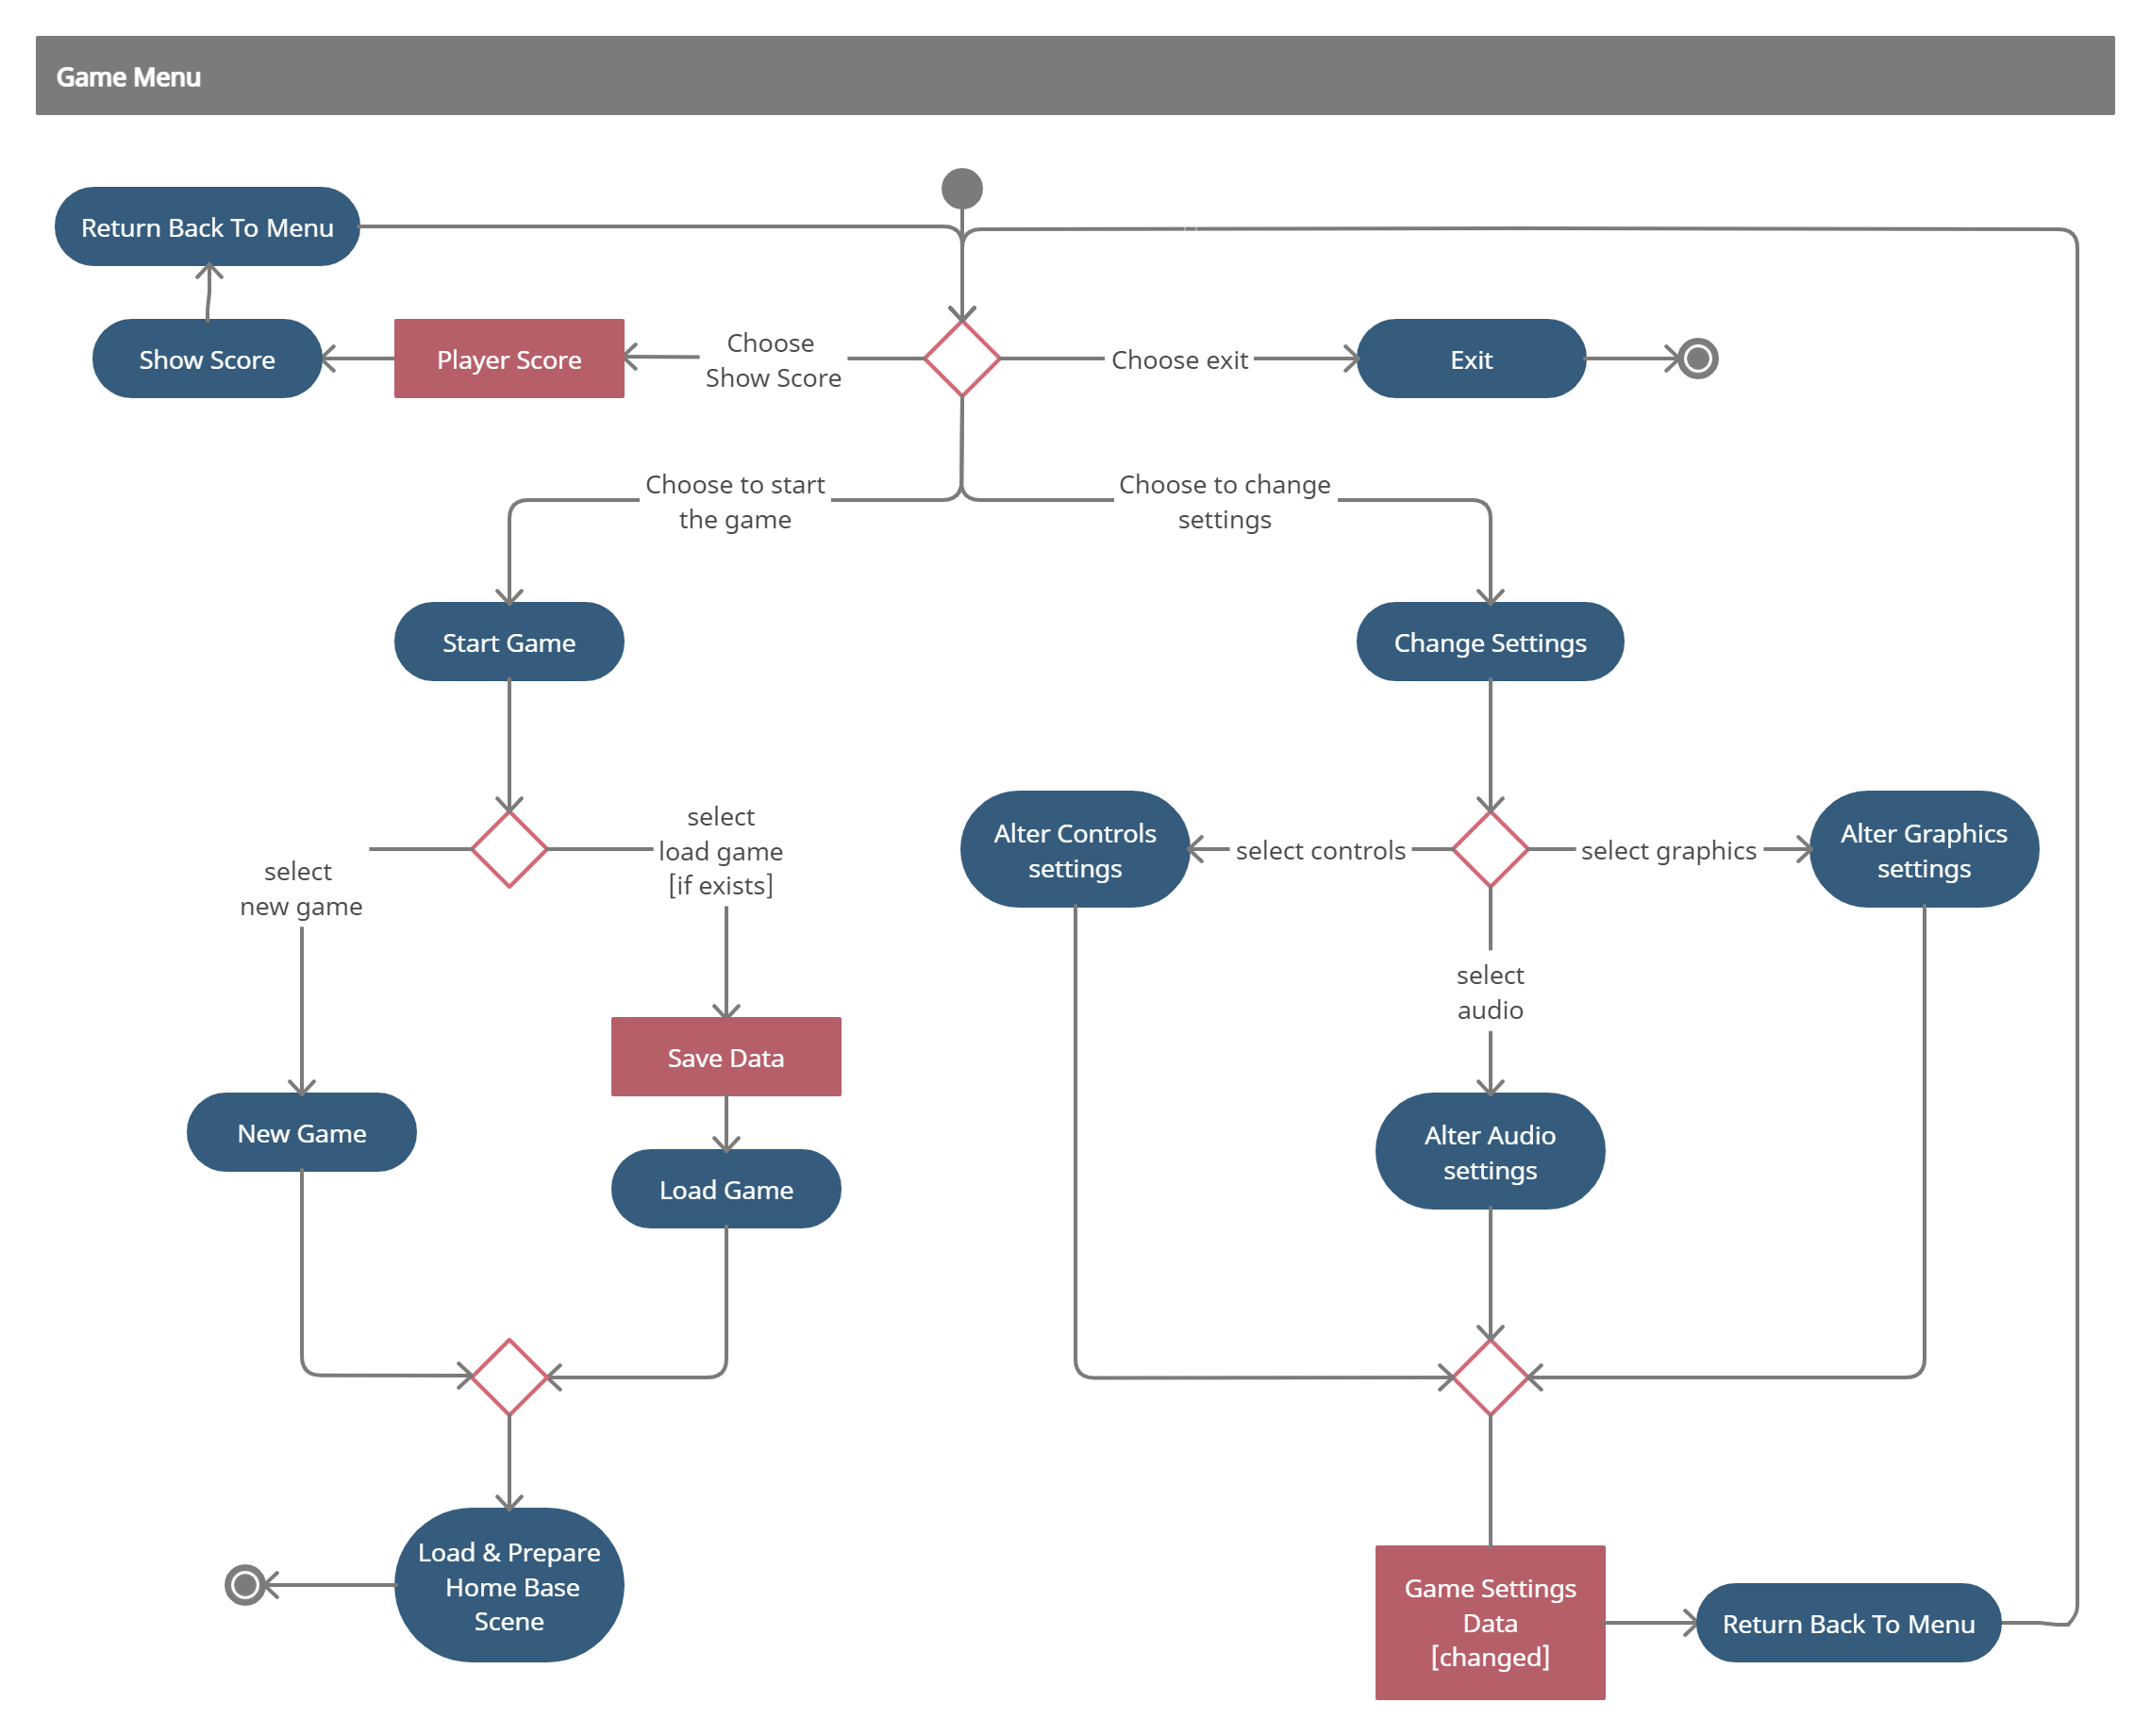 Game Menu
Return Back To Menu
Show Score
Player Score
Choose
Show Score
Choose exit
Exit
Choose to start
the game
Choose to change
settings
Start Game
Change Settings
select
new game
select
load game
[if exists]
Alter Controls
settings
select controls
select graphics
Alter Graphics
settings
select
audio
Save Data
New Game
Load Game
Alter Audio
settings
Load & Prepare
Home Base
Scene
Game Settings
Data
[changed]
Return Back To Menu